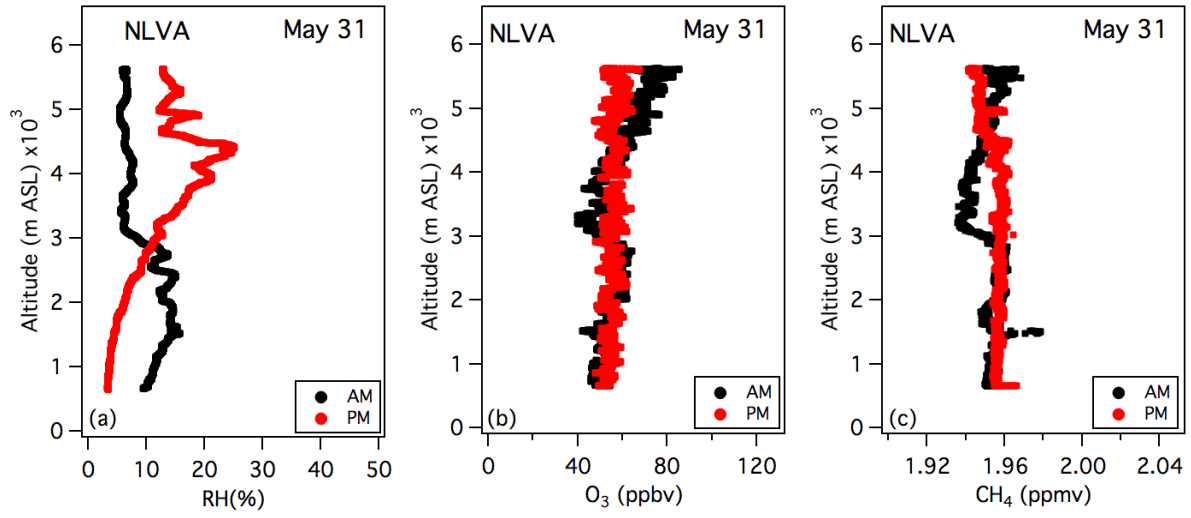 NLVA May 31
6
5
4
3
2
1
0
Altitude (m ASL) x10³
AM
PM
(a)
0 10 20 30 40 50
RH(%)
NLVA May 31
6
5
4
3
2
1
0
Altitude (m ASL) x10³
AM
PM
(b)
0 40 80 120
O₃ (ppbv)
NLVA May 31
6
5
4
3
2
1
0
Altitude (m ASL) x10³
AM
PM
(c)
1.92 1.96 2.00 2.04
CH₄ (ppmv)